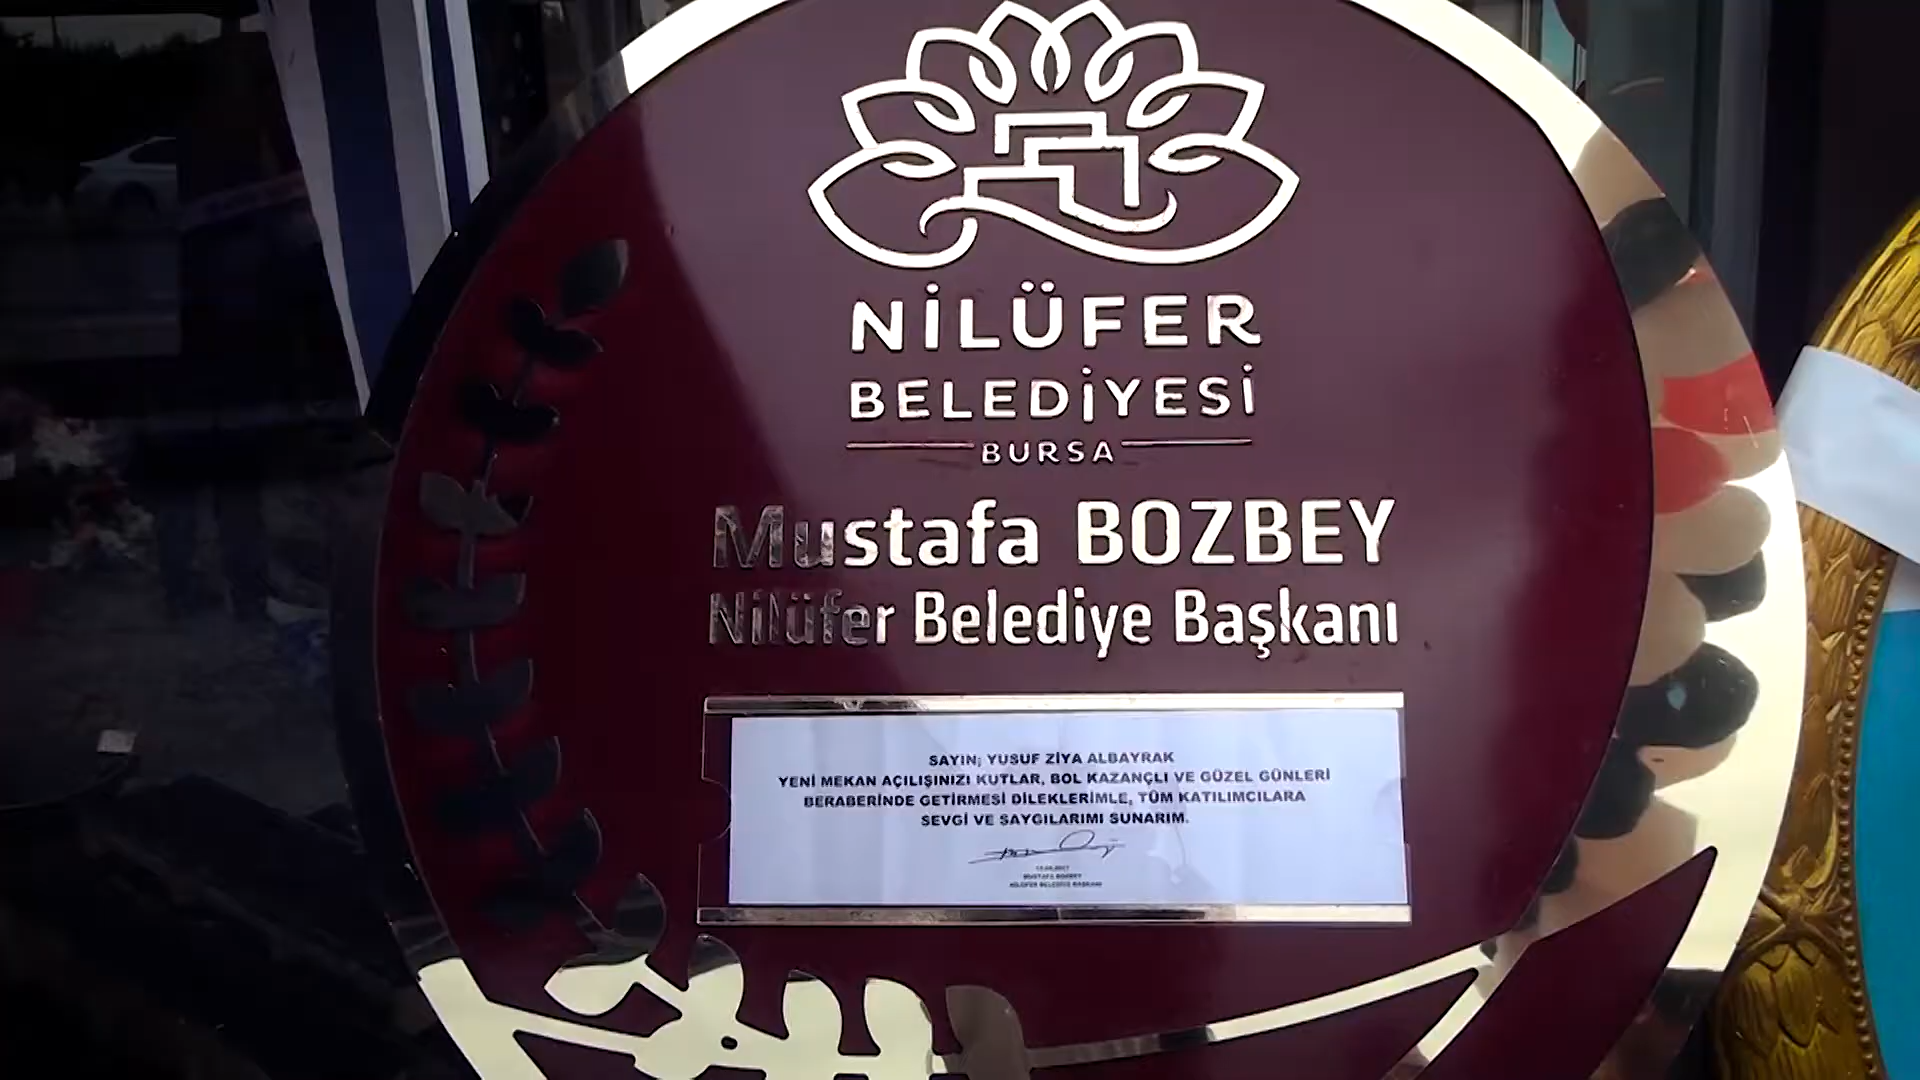 NİLÜFER
BELEDİYESİ
BURSA
Mustafa BOZBEY
Nilüfer Belediye Başkanı
SAYIN; YUSUF ZİYA ALBAYRAK
YENİ MEKAN AÇILIŞINIZI KUTLAR, BOL KAZANÇLI VE GÜZEL GÜNLERİ
BERABERİNDE GETİRMESİ DİLEKLERİMLE, TÜM KATILIMCILARA
SEVGİ VE SAYGILARIMI SUNARIM.
MUSTAFA BOZBEY
NİLÜFER BELEDİYE BAŞKANI